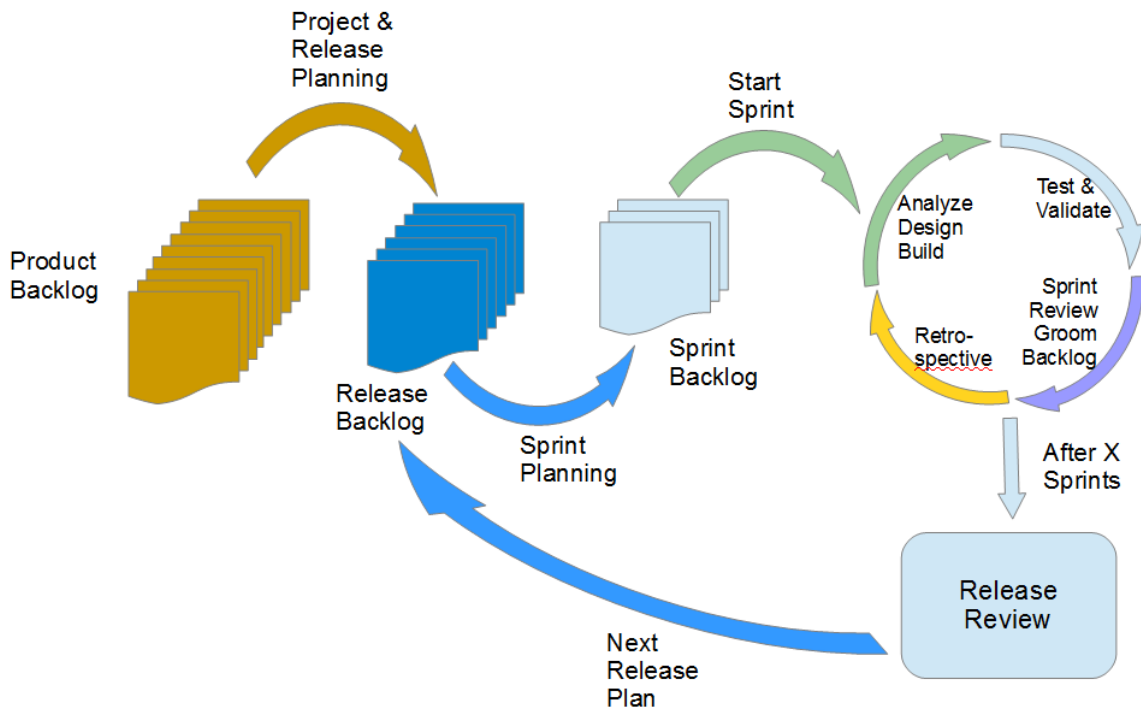 Project &
Release
Planning
Start
Sprint
Product
Backlog
Release
Backlog
Sprint
Planning
Sprint
Backlog
Analyze
Design
Build
Test &
Validate
Sprint
Review
Groom
Backlog
Retro-
spective
After X
Sprints
Release
Review
Next
Release
Plan